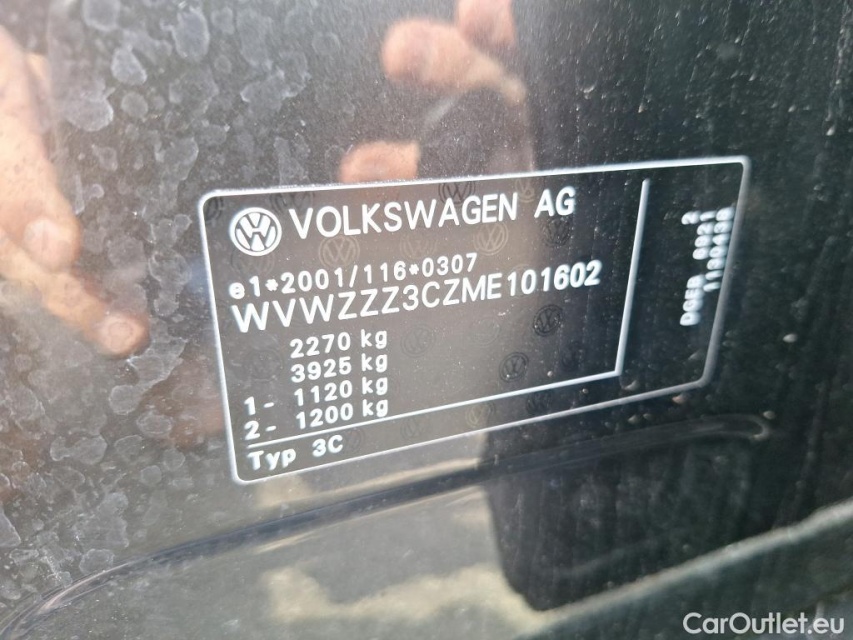 VOLKSWAGEN AG
e1*2001/116*0307
WVWZZZ3CZME101602
2270 kg
3925 kg
1- 1120 kg
2- 1200 kg
Typ 3C
CarOutlet.eu